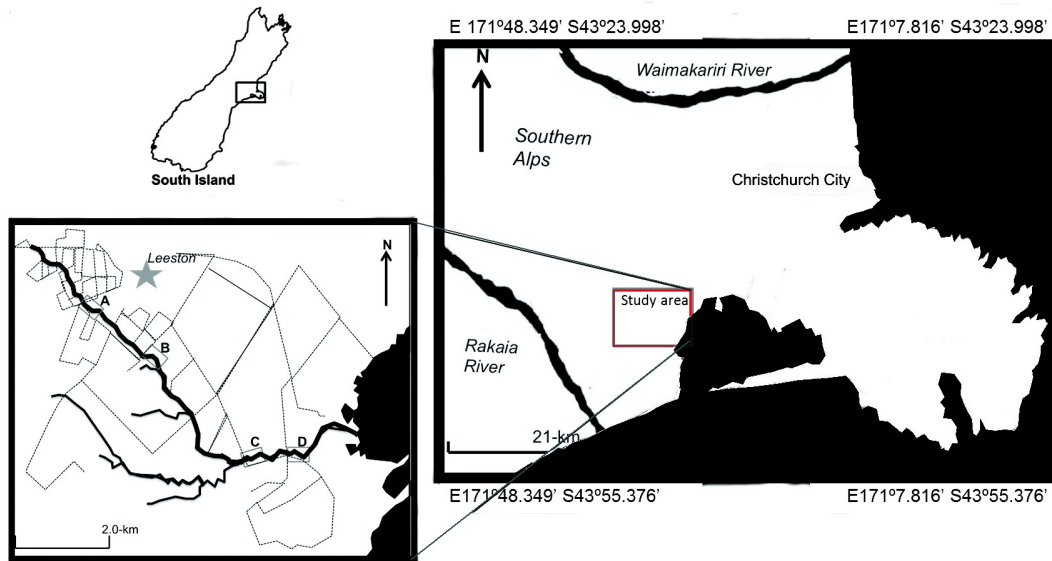 South Island
E 171º48.349’ S43º23.998’
E171º7.816’ S43º23.998’
N
Waimakariri River
Southern
Alps
Christchurch City
Study area
Rakaia
River
21-km
E171º48.349’ S43º55.376’
E171º7.816’ S43º55.376’
Leeston
N
A
B
C
D
2.0-km